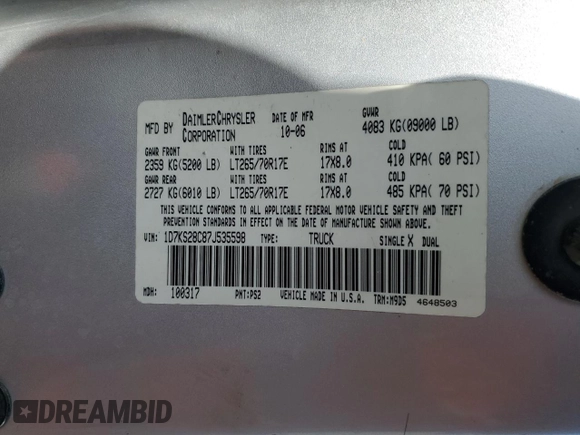 MFD BY DAIMLERCHRYSLER CORPORATION DATE OF MFR 10-06 GVWR 4083 KG(09000 LB)
GAWR FRONT WITH TIRES RIMS AT COLD
2359 KG(5200 LB) LT265/70R17E 17X8.0 410 KPA( 60 PSI)
GAWR REAR WITH TIRES RIMS AT COLD
2727 KG(6010 LB) LT265/70R17E 17X8.0 485 KPA( 70 PSI)
THIS VEHICLE CONFORMS TO ALL APPLICABLE FEDERAL MOTOR VEHICLE SAFETY AND THEFT
PREVENTION STANDARDS IN EFFECT ON THE DATE OF MANUFACTURE SHOWN ABOVE.
VIN: 1D7KS28C87J535598 TYPE: TRUCK SINGLE X DUAL
MDH: 100317 PNT:PS2 VEHICLE MADE IN U.S.A. TRM:M9D5 4648503
DREAMBID